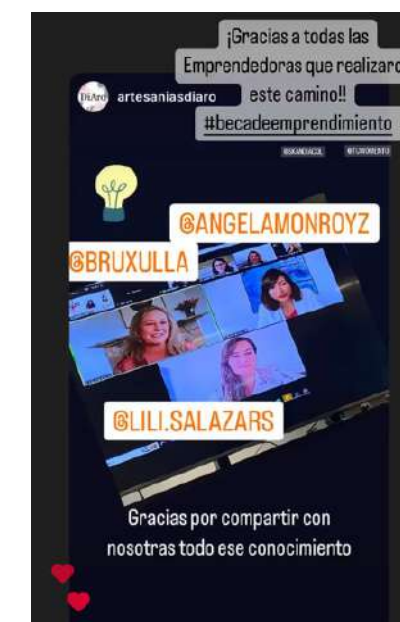 ¡Gracias a todas las
Emprendedoras que realizaro
este camino!!
#becadeemprendimiento
DiAro
artesaniasdiaro
@ANGELAMONROYZ
@BRUXULLA
@LILI.SALAZARS
Gracias por compartir con
nosotras todo ese conocimiento